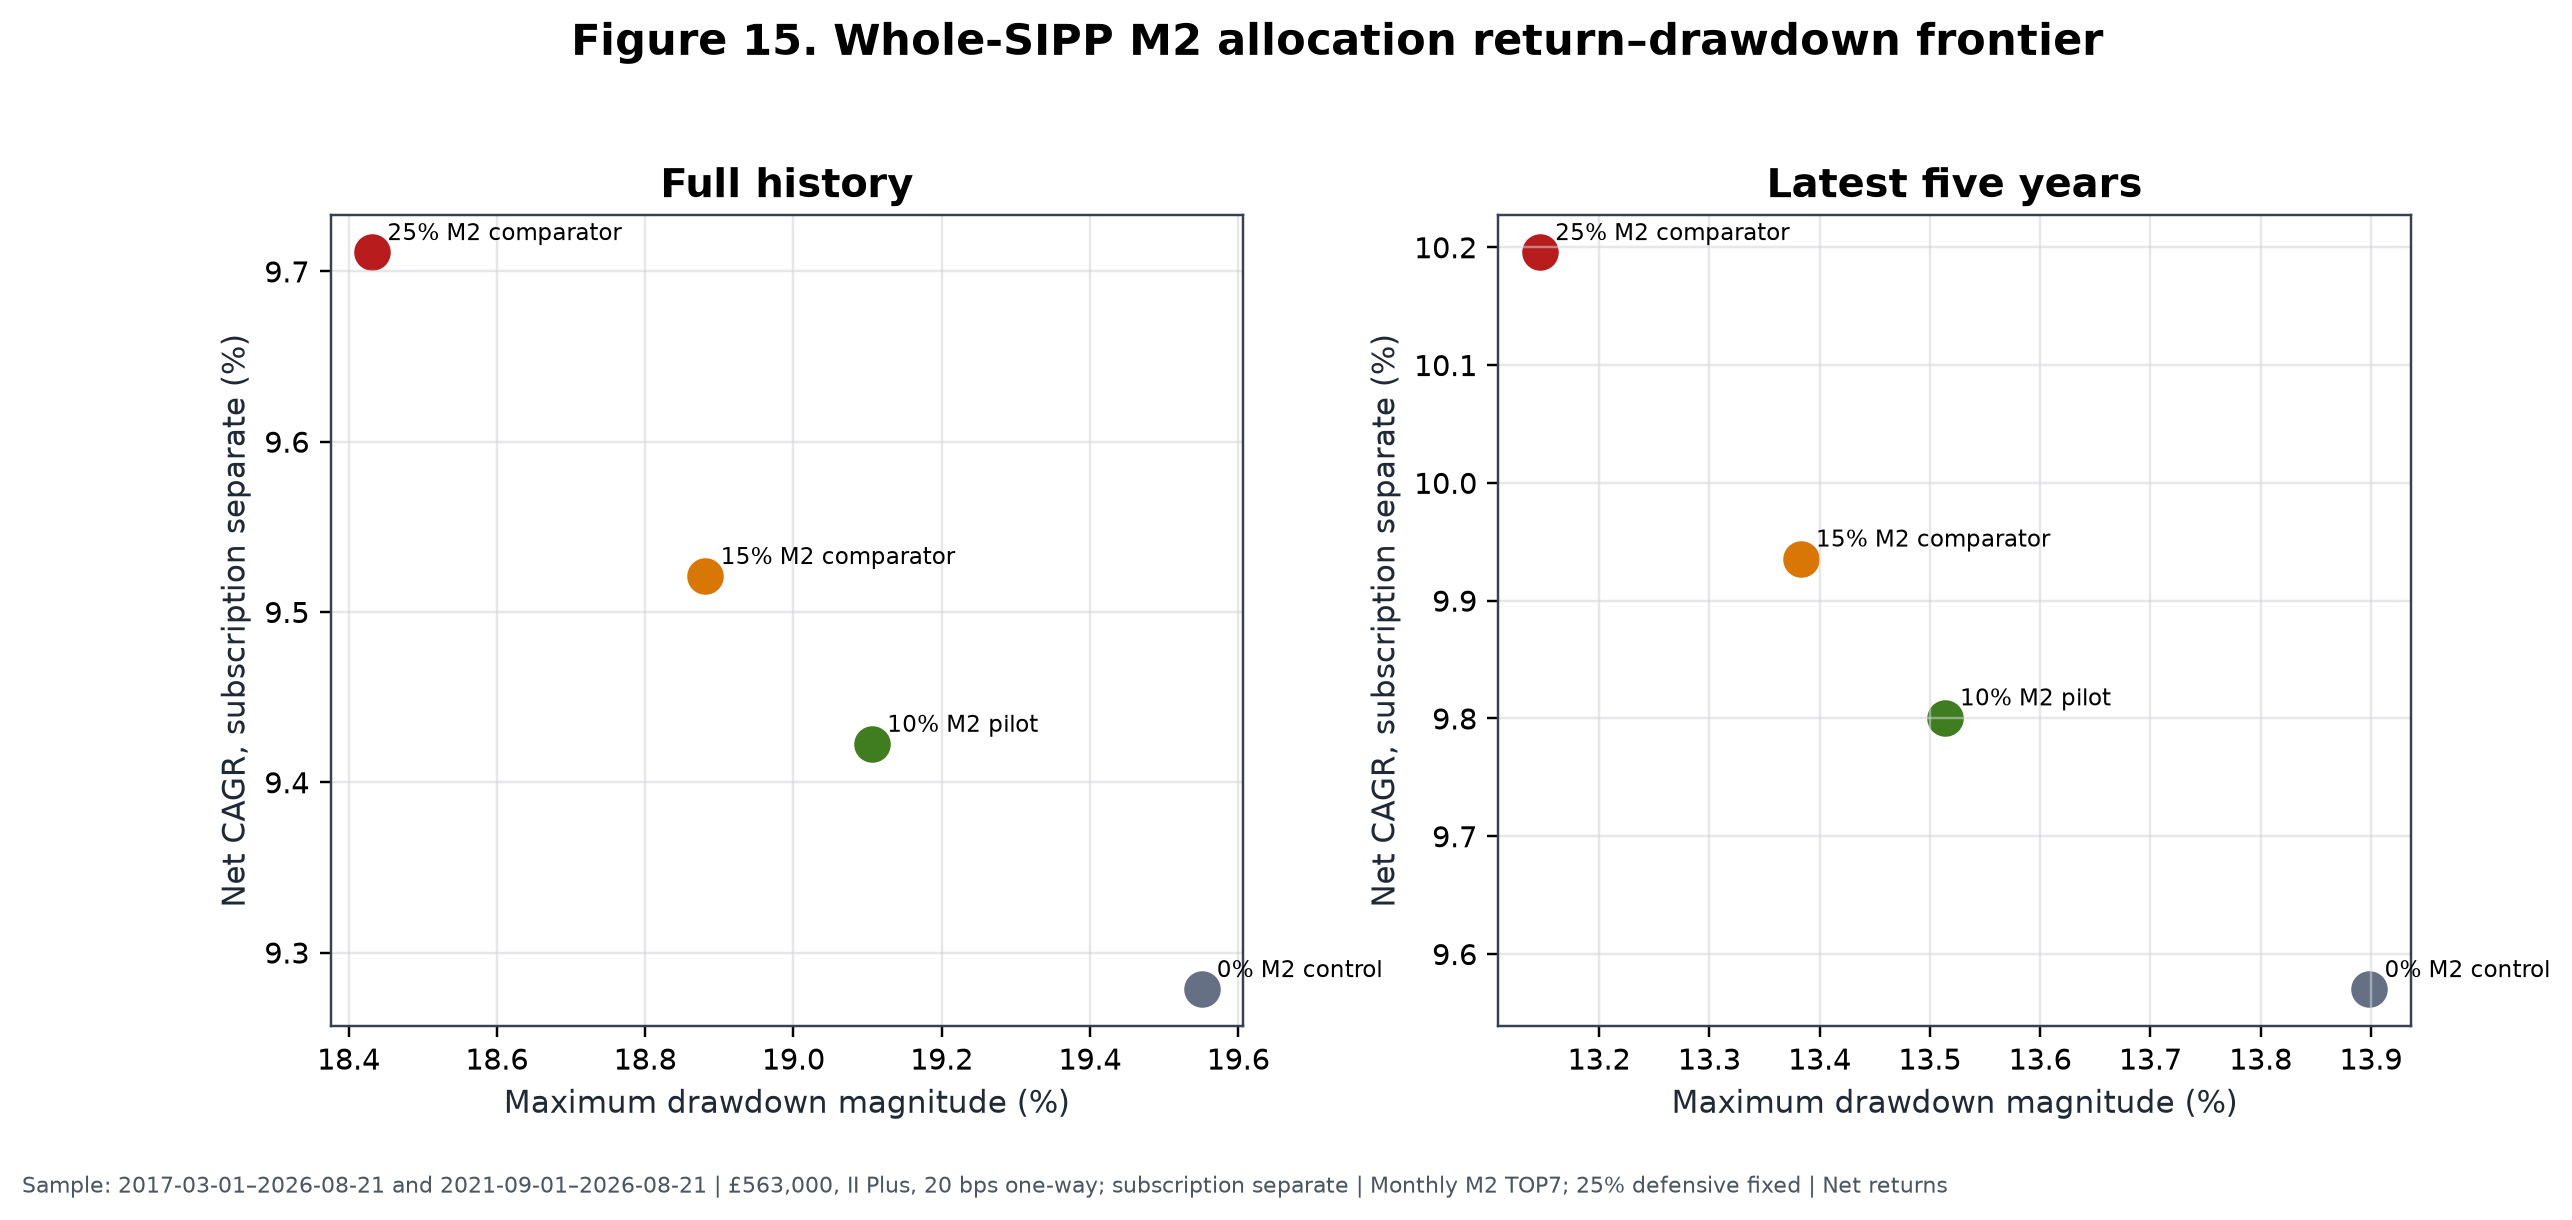 Figure 15. Whole-SIPP M2 allocation return–drawdown frontier
Full history
25% M2 comparator
15% M2 comparator
10% M2 pilot
0% M2 control
9.7
9.6
9.5
9.4
9.3
Net CAGR, subscription separate (%)
18.4 18.6 18.8 19.0 19.2 19.4 19.6
Maximum drawdown magnitude (%)
Latest five years
25% M2 comparator
15% M2 comparator
10% M2 pilot
0% M2 control
10.2
10.1
10.0
9.9
9.8
9.7
9.6
Net CAGR, subscription separate (%)
13.2 13.3 13.4 13.5 13.6 13.7 13.8 13.9
Maximum drawdown magnitude (%)
Sample: 2017-03-01–2026-08-21 and 2021-09-01–2026-08-21 | £563,000, II Plus, 20 bps one-way; subscription separate | Monthly M2 TOP7; 25% defensive fixed | Net returns